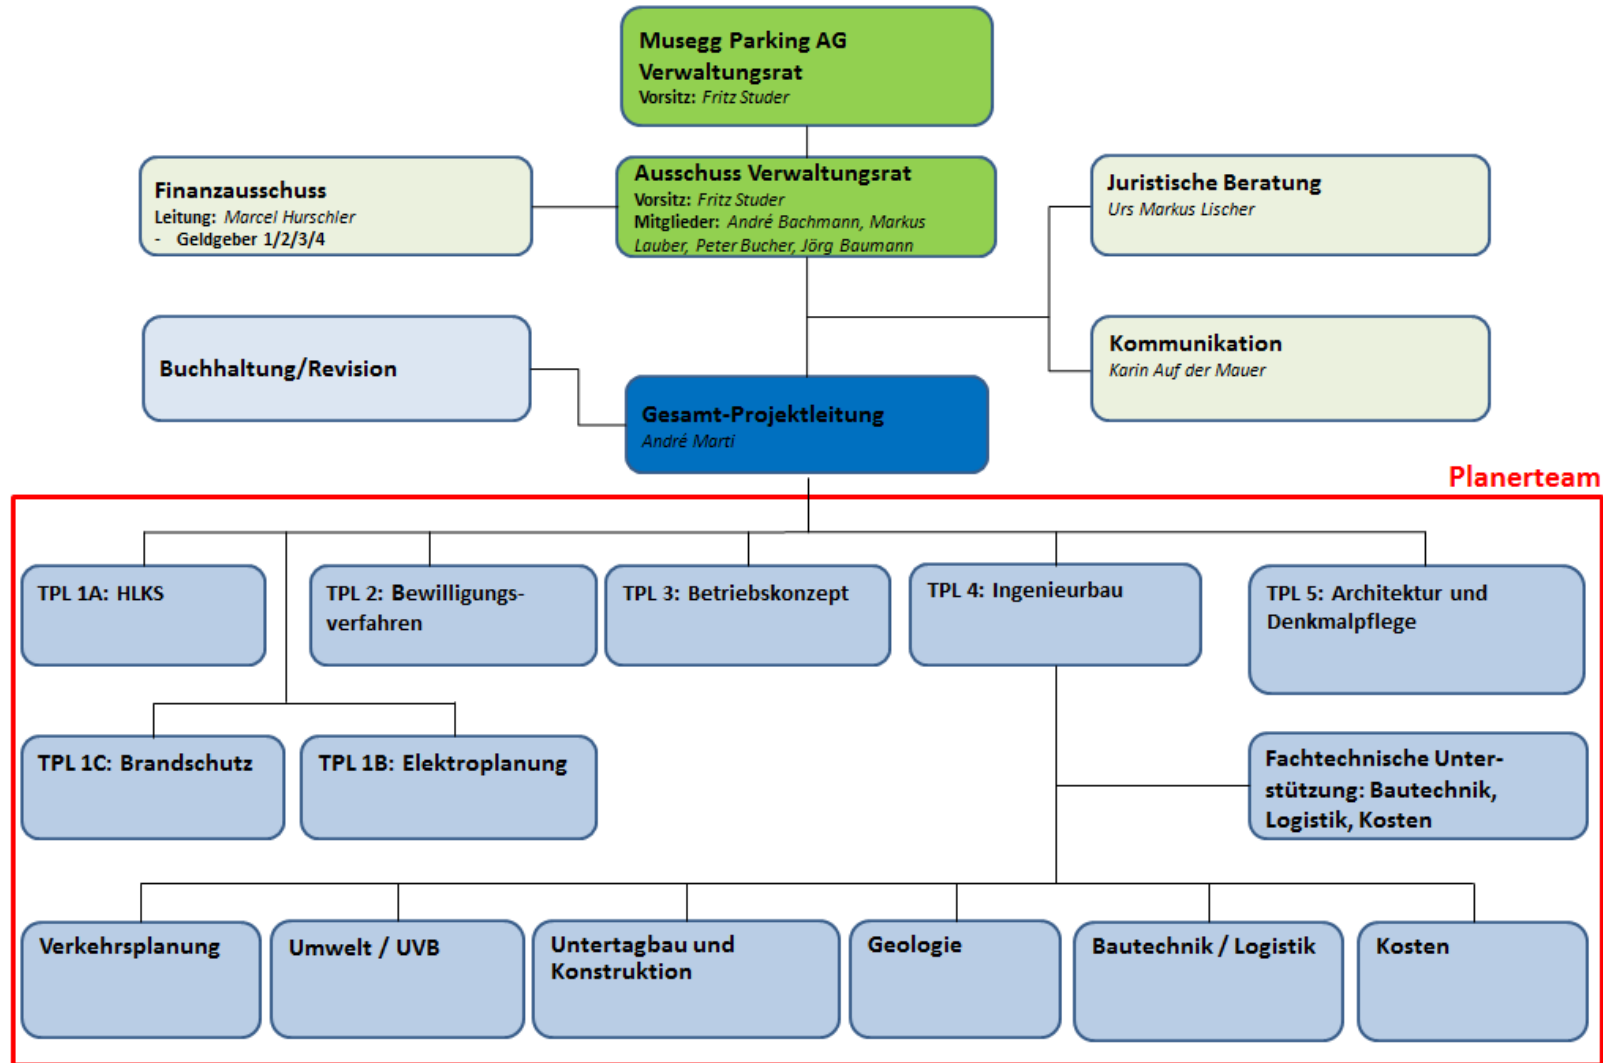 Musegg Parking AG
Verwaltungsrat
Vorsitz: Fritz Studer
Finanzausschuss
Leitung: Marcel Hurschler
- Geldgeber 1/2/3/4
Ausschuss Verwaltungsrat
Vorsitz: Fritz Studer
Mitglieder: André Bachmann, Markus
Lauber, Peter Bucher, Jörg Baumann
Juristische Beratung
Urs Markus Lischer
Buchhaltung/Revision
Kommunikation
Karin Auf der Mauer
Gesamt-Projektleitung
André Marti
Planerteam
TPL 1A: HLKS
TPL 2: Bewilligungs-
verfahren
TPL 3: Betriebskonzept
TPL 4: Ingenieurbau
TPL 5: Architektur und
Denkmalpflege
TPL 1C: Brandschutz
TPL 1B: Elektroplanung
Fachtechnische Unter-
stützung: Bautechnik,
Logistik, Kosten
Verkehrsplanung
Umwelt / UVB
Untertagbau und
Konstruktion
Geologie
Bautechnik / Logistik
Kosten